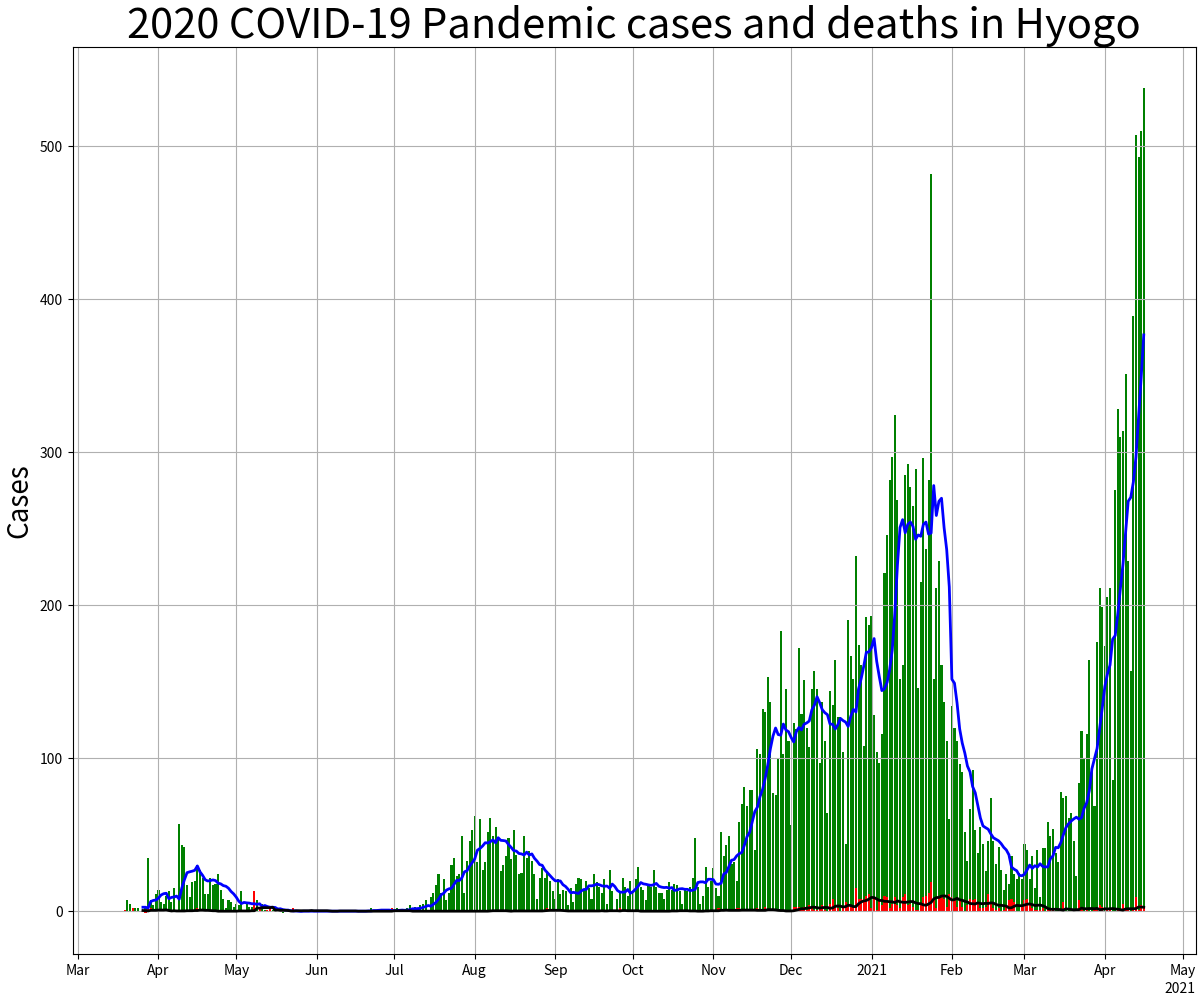 2020 COVID-19 Pandemic cases and deaths in Hyogo
Cases
500
400
300
200
100
0
Mar Apr May Jun Jul Aug Sep Oct Nov Dec 2021 Feb Mar Apr May
2021